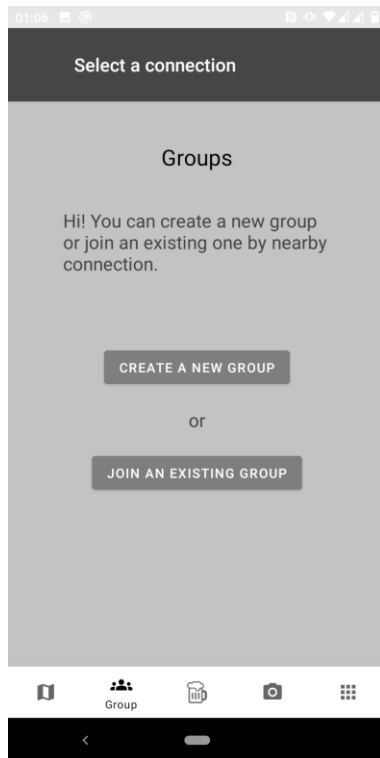 01:06
Select a connection
Groups
Hi! You can create a new group
or join an existing one by nearby
connection.
CREATE A NEW GROUP
or
JOIN AN EXISTING GROUP
Group